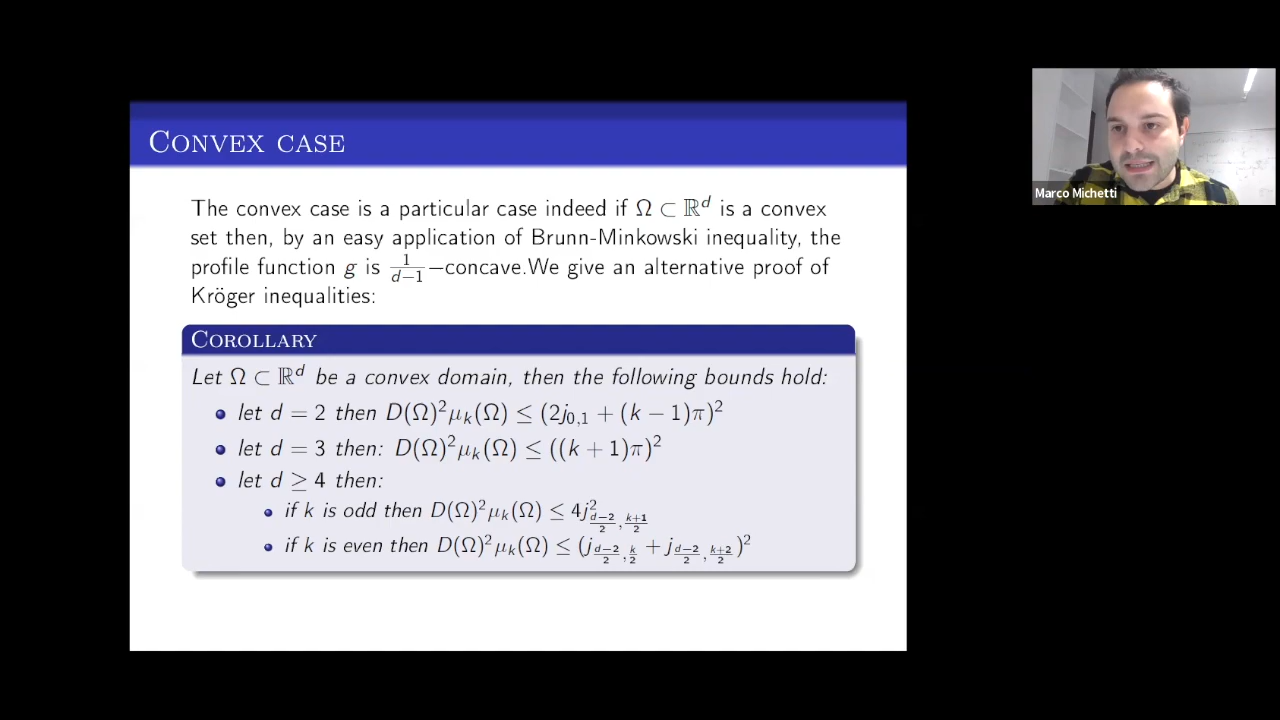 CONVEX CASE
The convex case is a particular case indeed if Ω ⊂ ℝ^d is a convex
set then, by an easy application of Brunn-Minkowski inequality, the
profile function g is 1/(d−1)−concave.We give an alternative proof of
Kröger inequalities:
COROLLARY
Let Ω ⊂ ℝ^d be a convex domain, then the following bounds hold:
let d = 2 then D(Ω)²μ_k(Ω) ≤ (2j_{0,1} + (k − 1)π)²
let d = 3 then: D(Ω)²μ_k(Ω) ≤ ((k + 1)π)²
let d ≥ 4 then:
if k is odd then D(Ω)²μ_k(Ω) ≤ 4j²_{(d−2)/2, (k+1)/2}
if k is even then D(Ω)²μ_k(Ω) ≤ (j_{(d−2)/2, k/2} + j_{(d−2)/2, (k+2)/2})²
Marco Michetti